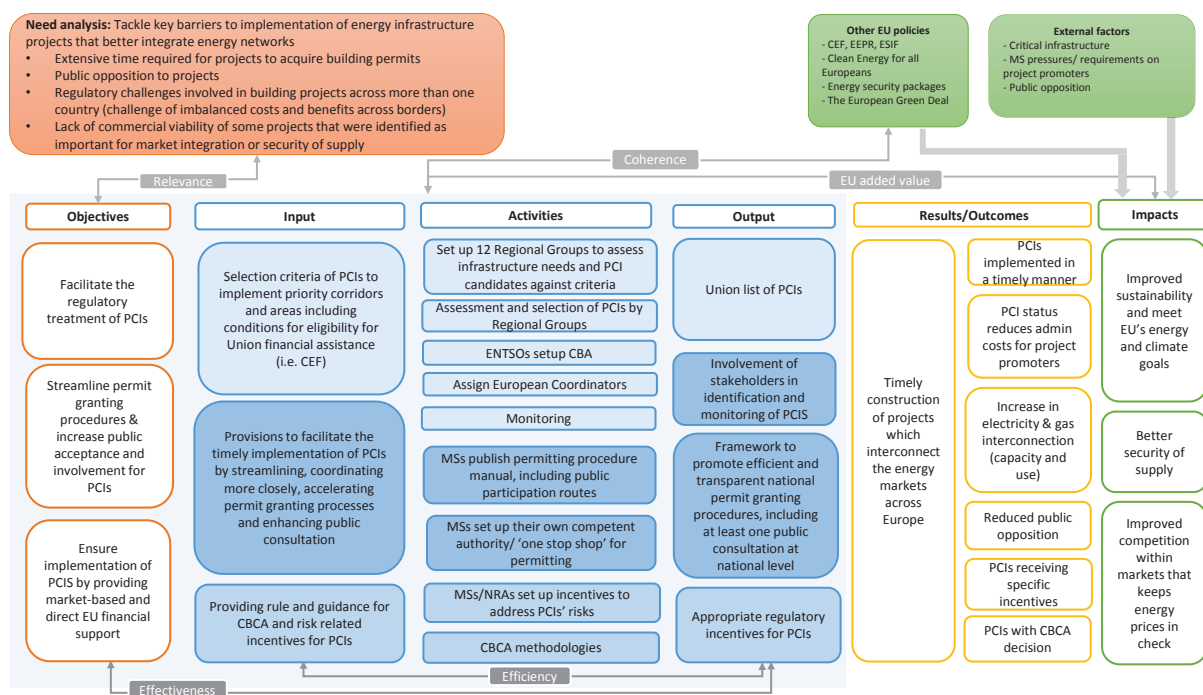 Need analysis: Tackle key barriers to implementation of energy infrastructure
projects that better integrate energy networks
• Extensive time required for projects to acquire building permits
• Public opposition to projects
• Regulatory challenges involved in building projects across more than one
country (challenge of imbalanced costs and benefits across borders)
• Lack of commercial viability of some projects that were identified as
important for market integration or security of supply
Other EU policies
- CEF, EEPR, ESIF
- Clean Energy for all
Europeans
- Energy security packages
- The European Green Deal
External factors
- Critical infrastructure
- MS pressures/ requirements on
project promoters
- Public opposition
Relevance
Coherence
EU added value
Objectives
Facilitate the
regulatory
treatment of PCIs
Streamline permit
granting
procedures &
increase public
acceptance and
involvement for
PCIs
Ensure
implementation of
PCIS by providing
market-based and
direct EU financial
support
Input
Selection criteria of PCIs to
implement priority corridors
and areas including
conditions for eligibility for
Union financial assistance
(i.e. CEF)
Provisions to facilitate the
timely implementation of PCIs
by streamlining, coordinating
more closely, accelerating
permit granting processes
and enhancing public
consultation
Providing rule and guidance for
CBCA and risk related
incentives for PCIs
Activities
Set up 12 Regional Groups to assess
infrastructure needs and PCI
candidates against criteria
Assessment and selection of PCIs by
Regional Groups
ENTSOs setup CBA
Assign European Coordinators
Monitoring
MSs publish permitting procedure
manual, including public
participation routes
MSs set up their own competent
authority/ ‘one stop shop’ for
permitting
MSs/NRAs set up incentives to
address PCIs’ risks
CBCA methodologies
Output
Union list of PCIs
Involvement of
stakeholders in
identification and
monitoring of PCIS
Framework to
promote efficient and
transparent national
permit granting
procedures, including
at least one public
consultation at
national level
Appropriate regulatory
incentives for PCIs
Results/Outcomes
Timely
construction
of projects
which
interconnect
the energy
markets
across
Europe
PCIs
implemented in
a timely manner
PCI status
reduces admin
costs for project
promoters
Increase in
electricity & gas
interconnection
(capacity and
use)
Reduced public
opposition
PCIs receiving
specific
incentives
PCIs with CBCA
decision
Impacts
Improved
sustainability
and meet
EU’s energy
and climate
goals
Better
security of
supply
Improved
competition
within
markets that
keeps
energy
prices in
check
Efficiency
Effectiveness